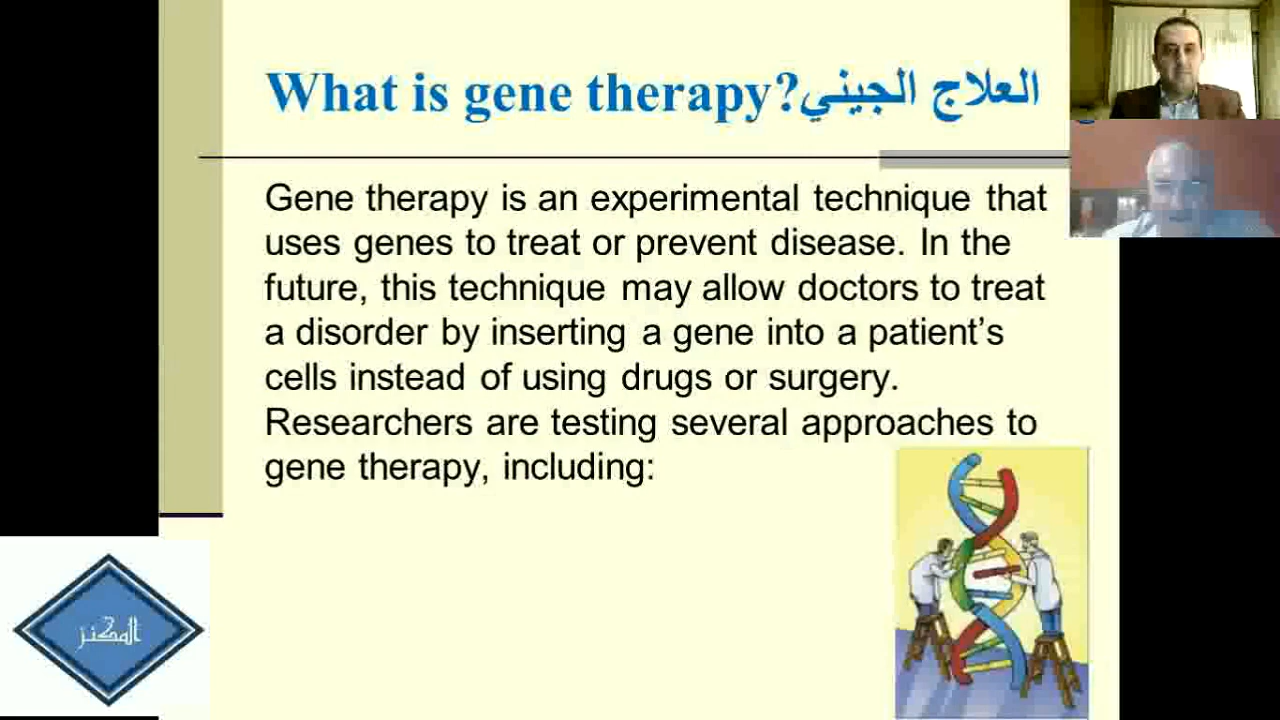 What is gene therapy?العلاج الجيني
Gene therapy is an experimental technique that
uses genes to treat or prevent disease. In the
future, this technique may allow doctors to treat
a disorder by inserting a gene into a patient’s
cells instead of using drugs or surgery.
Researchers are testing several approaches to
gene therapy, including:
المكنز